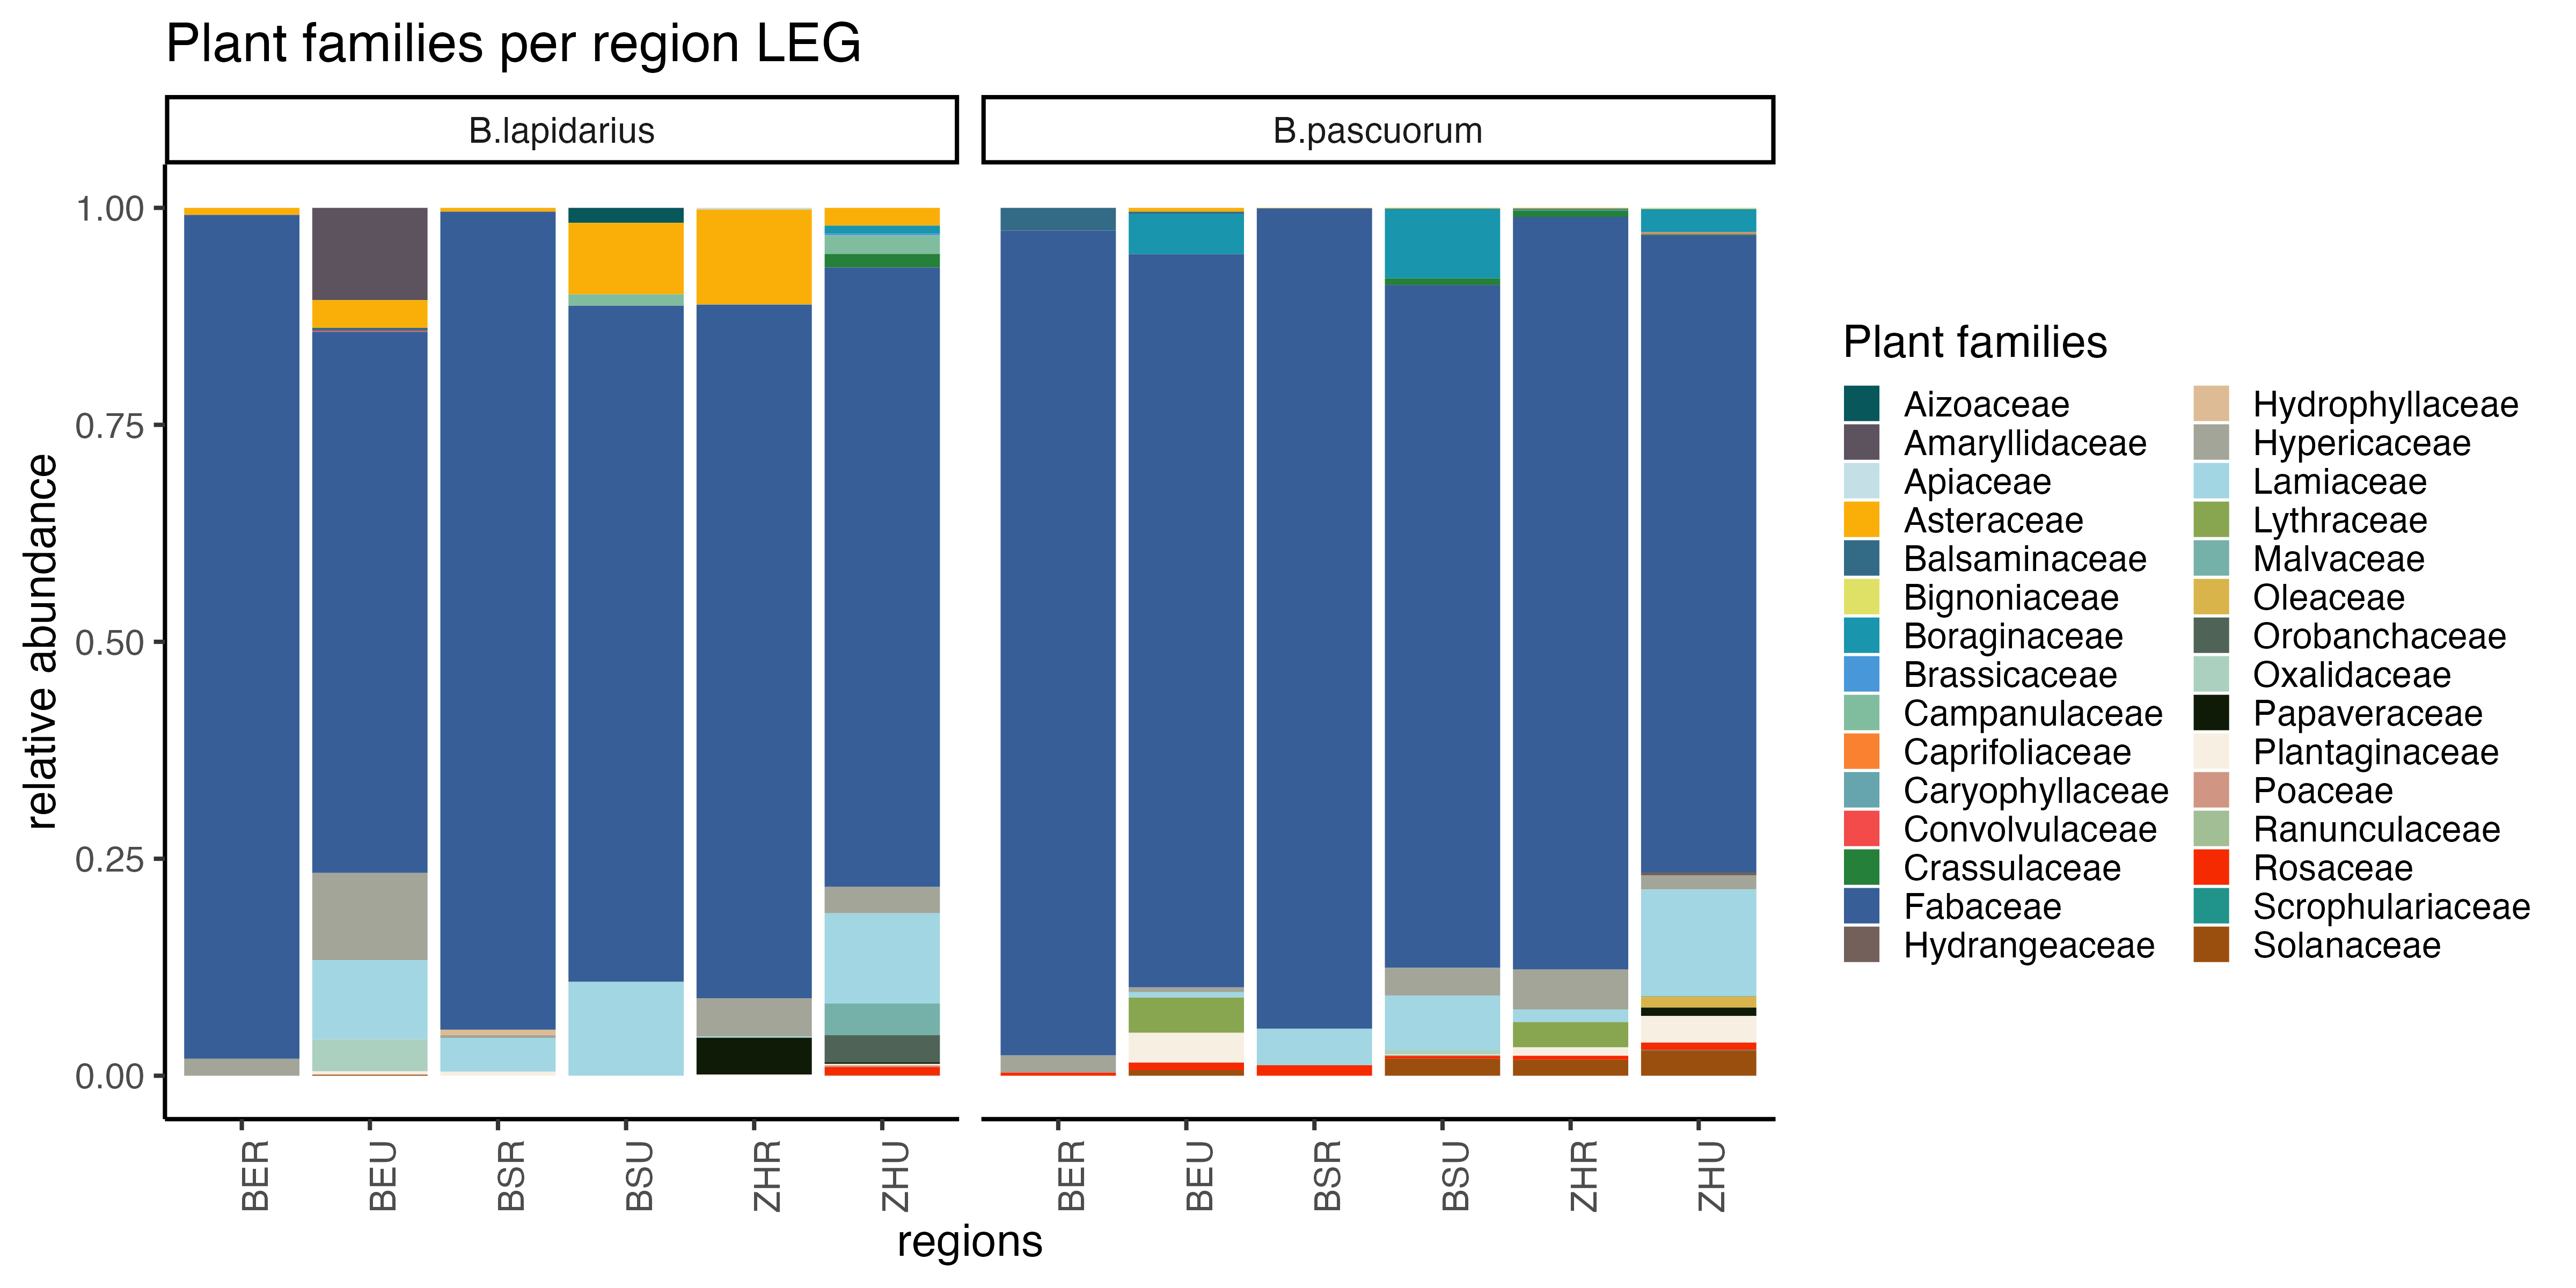 Plant families per region LEG
B.lapidarius
B.pascuorum
relative abundance
1.00
0.75
0.50
0.25
0.00
BER
BEU
BSR
BSU
ZHR
ZHU
BER
BEU
BSR
BSU
ZHR
ZHU
regions
Plant families
Aizoaceae
Amaryllidaceae
Apiaceae
Asteraceae
Balsaminaceae
Bignoniaceae
Boraginaceae
Brassicaceae
Campanulaceae
Caprifoliaceae
Caryophyllaceae
Convolvulaceae
Crassulaceae
Fabaceae
Hydrangeaceae
Hydrophyllaceae
Hypericaceae
Lamiaceae
Lythraceae
Malvaceae
Oleaceae
Orobanchaceae
Oxalidaceae
Papaveraceae
Plantaginaceae
Poaceae
Ranunculaceae
Rosaceae
Scrophulariaceae
Solanaceae